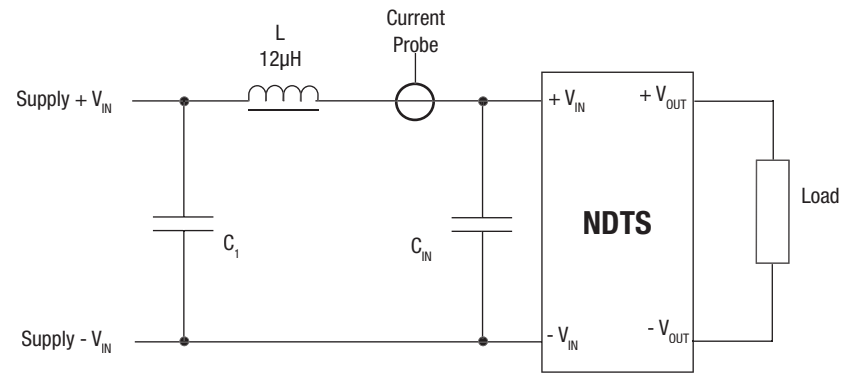 Current
Probe
L
12µH
Supply + V_IN
+ V_IN
+ V_OUT
Load
NDTS
C_1
C_IN
Supply - V_IN
- V_IN
- V_OUT